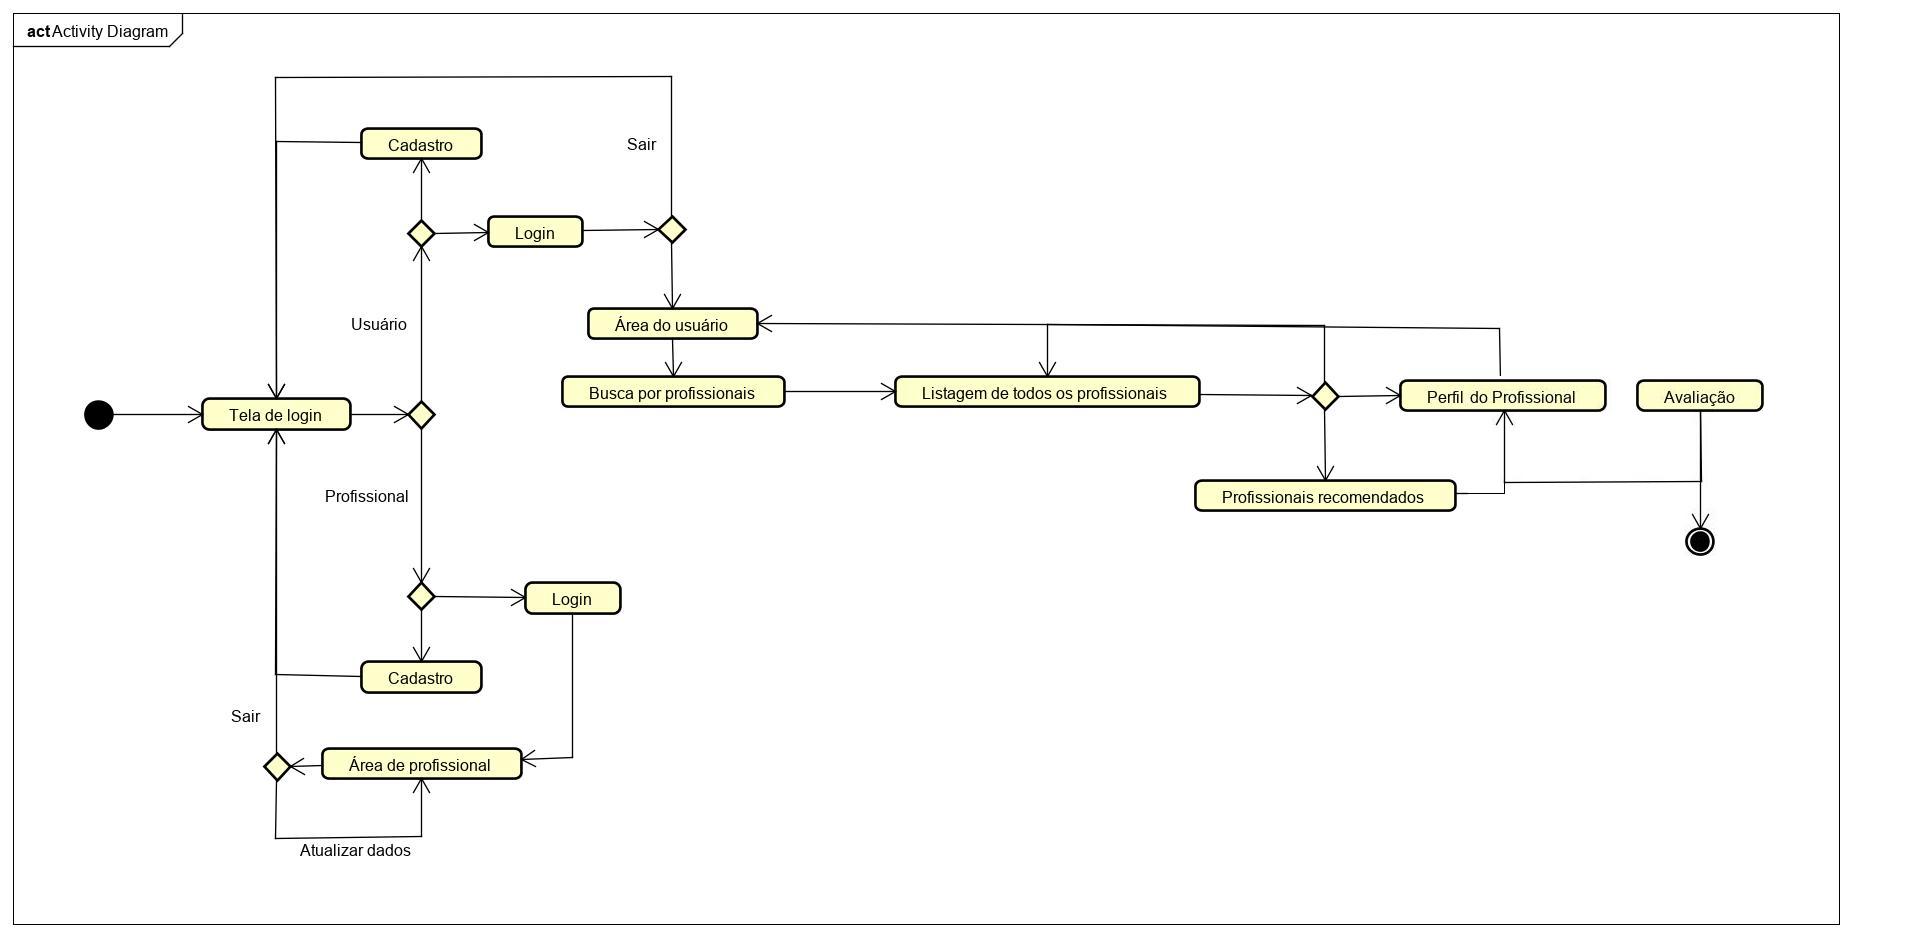 act Activity Diagram
Cadastro
Sair
Login
Usuário
Área do usuário
Busca por profissionais
Listagem de todos os profissionais
Perfil do Profissional
Avaliação
Tela de login
Profissional
Profissionais recomendados
Login
Cadastro
Sair
Área de profissional
Atualizar dados